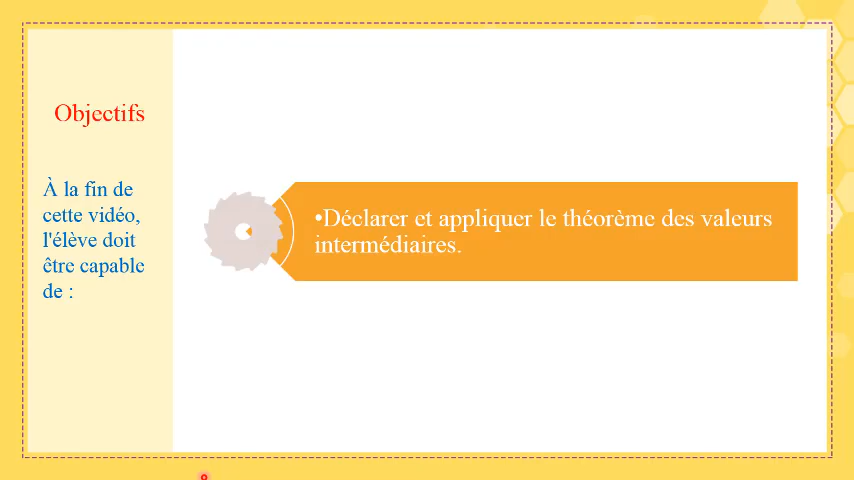 Objectifs
À la fin de
cette vidéo,
l'élève doit
être capable
de :
•Déclarer et appliquer le théorème des valeurs
intermédiaires.